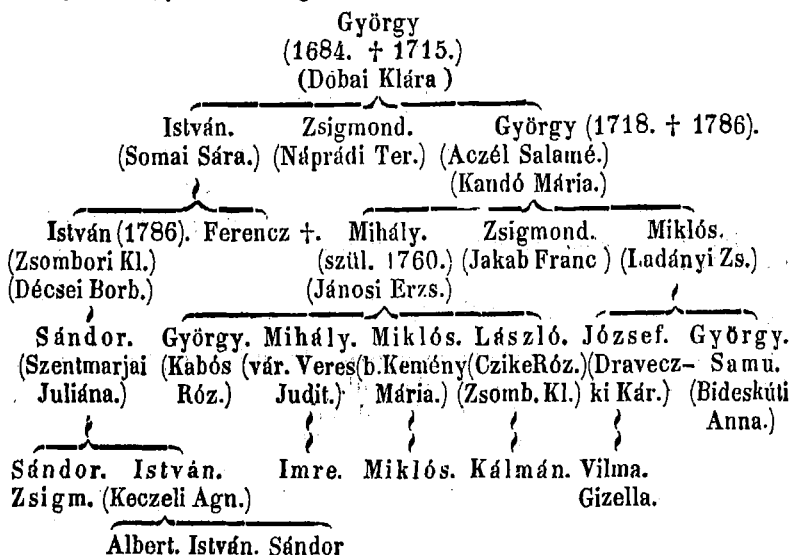 György
(1684. † 1715.)
(Dobai Klára )
István. Zsigmond. György (1718. † 1786).
(Somai Sára.) (Náprádi Ter.) (Aczél Salamé.)
(Kandó Mária.)
István (1786). Ferencz †. Mihály. Zsigmond. Miklós.
(Zsombori Kl.) (szül. 1760.) (Jakab Franc ) (Ladányi Zs.)
(Décsei Borb.) (Jánosi Erzs.)
Sándor. György. Mihály. Miklós. László. József. György.
(Szentmarjai (Kabós (vár. Veres (b. Kemény (Czike Róz.) (Dravecz- Samu.
Juliána.) Róz.) Judit.) Mária.) (Zsomb. Kl.) ki Kár.) (Bideskúti
Anna.)
Sándor. István. Imre. Miklós. Kálmán. Vilma.
Zsigm. (Keczeli Agn.) Gizella.
Albert. István. Sándor